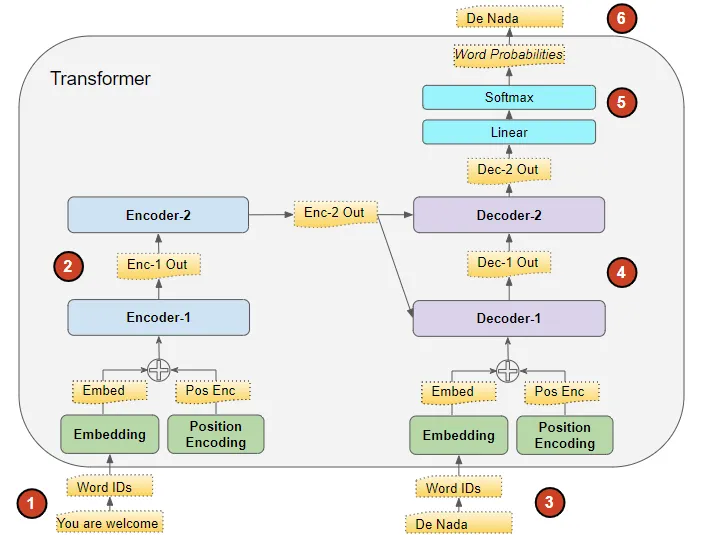 De Nada
6
Word Probabilities
Transformer
Softmax
5
Linear
Dec-2 Out
Encoder-2
Enc-2 Out
Decoder-2
2
Enc-1 Out
Dec-1 Out
4
Encoder-1
Decoder-1
Embed
Pos Enc
Embed
Pos Enc
Embedding
Position
Encoding
Embedding
Position
Encoding
1
Word IDs
Word IDs
3
You are welcome
De Nada